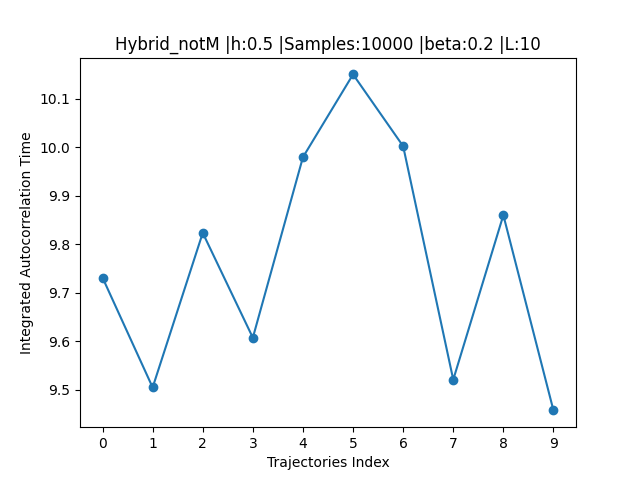 Hybrid_notM |h:0.5 |Samples:10000 |beta:0.2 |L:10
Integrated Autocorrelation Time
10.1
10.0
9.9
9.8
9.7
9.6
9.5
0 1 2 3 4 5 6 7 8 9
Trajectories Index